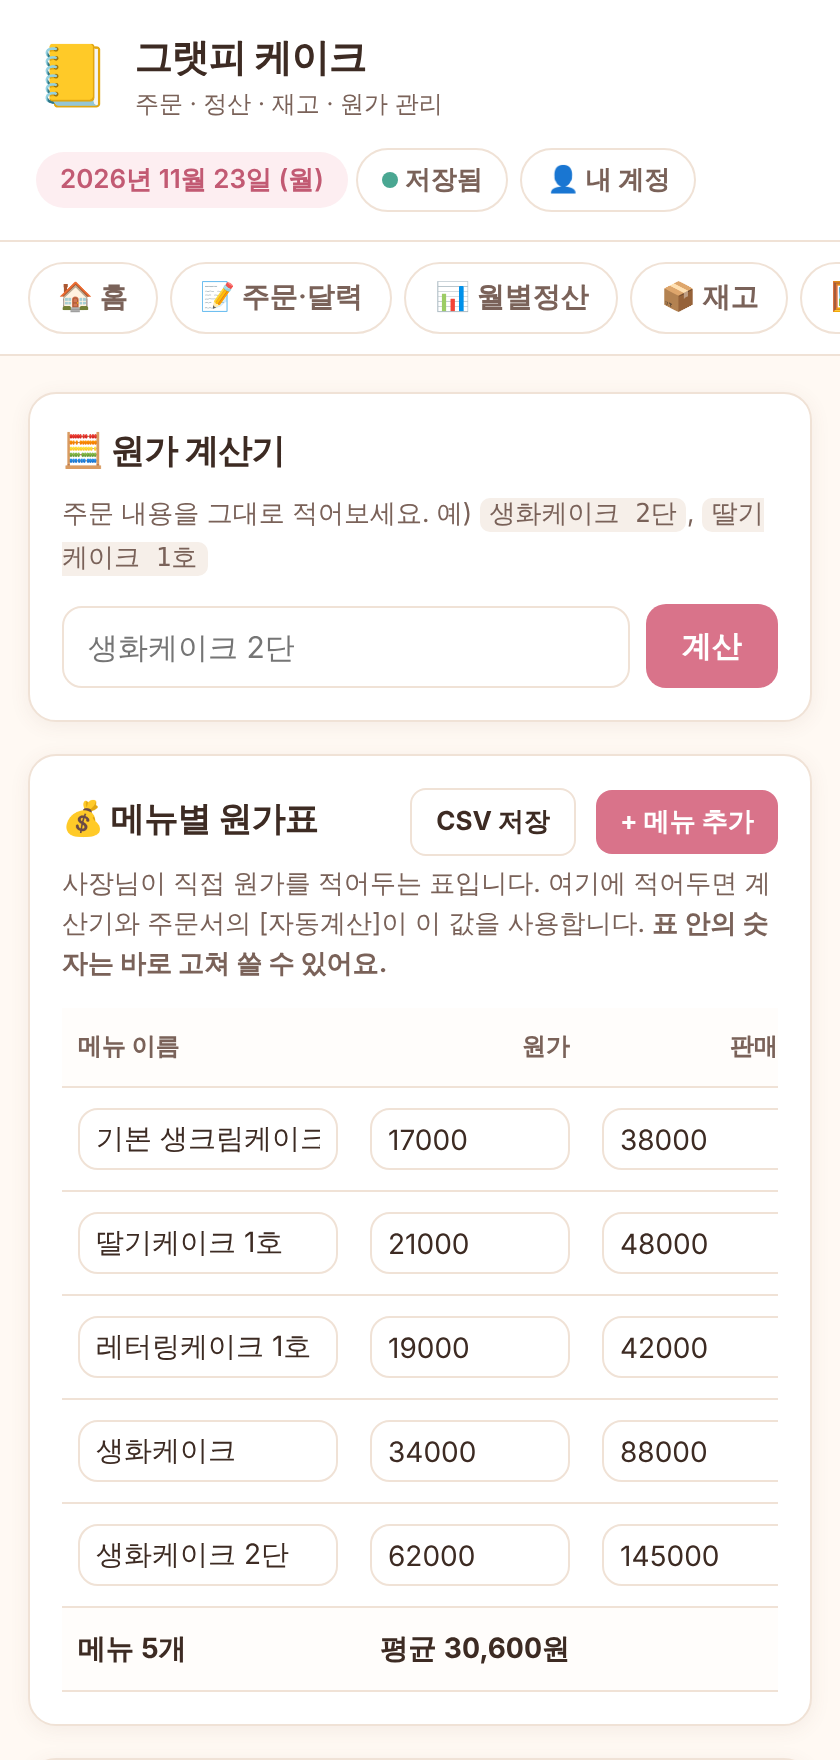 그랫피 케이크
주문 · 정산 · 재고 · 원가 관리
2026년 11월 23일 (월) 저장됨 내 계정
홈 주문·달력 월별정산 재고
원가 계산기
주문 내용을 그대로 적어보세요. 예) 생화케이크 2단 , 딸기
케이크 1호
생화케이크 2단 계산
메뉴별 원가표 CSV 저장 + 메뉴 추가
사장님이 직접 원가를 적어두는 표입니다. 여기에 적어두면 계
산기와 주문서의 [자동계산]이 이 값을 사용합니다. 표 안의 숫
자는 바로 고쳐 쓸 수 있어요.
메뉴 이름 원가 판매
기본 생크림케이크 17000 38000
딸기케이크 1호 21000 48000
레터링케이크 1호 19000 42000
생화케이크 34000 88000
생화케이크 2단 62000 145000
메뉴 5개 평균 30,600원